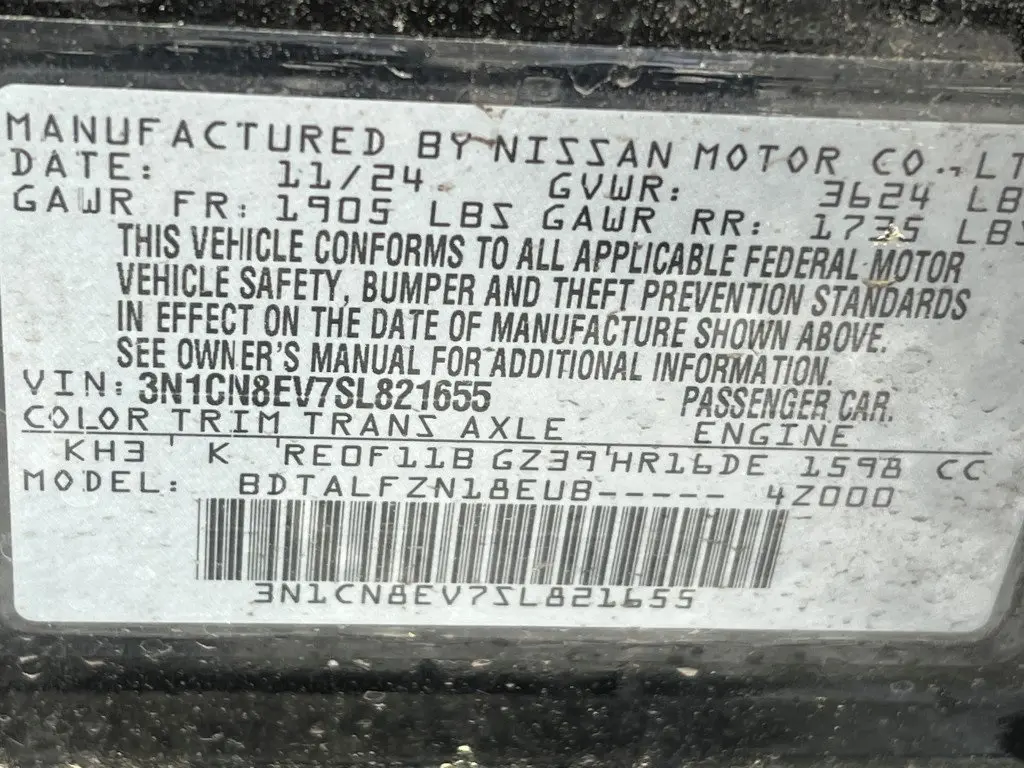 MANUFACTURED BY NISSAN MOTOR CO., LT
DATE: 11/24 GVWR: 3624 LB
GAWR FR: 1905 LBS GAWR RR: 1735 LBS
THIS VEHICLE CONFORMS TO ALL APPLICABLE FEDERAL MOTOR
VEHICLE SAFETY, BUMPER AND THEFT PREVENTION STANDARDS
IN EFFECT ON THE DATE OF MANUFACTURE SHOWN ABOVE.
SEE OWNER'S MANUAL FOR ADDITIONAL INFORMATION.
VIN: 3N1CN8EV7SL821655 PASSENGER CAR.
COLOR TRIM TRANS AXLE ENGINE
KH3 ' K 'RE0F11B GZ39'HR16DE 1598 CC
MODEL: BDTALFZN18EUB----- 4Z000
3N1CN8EV7SL821655